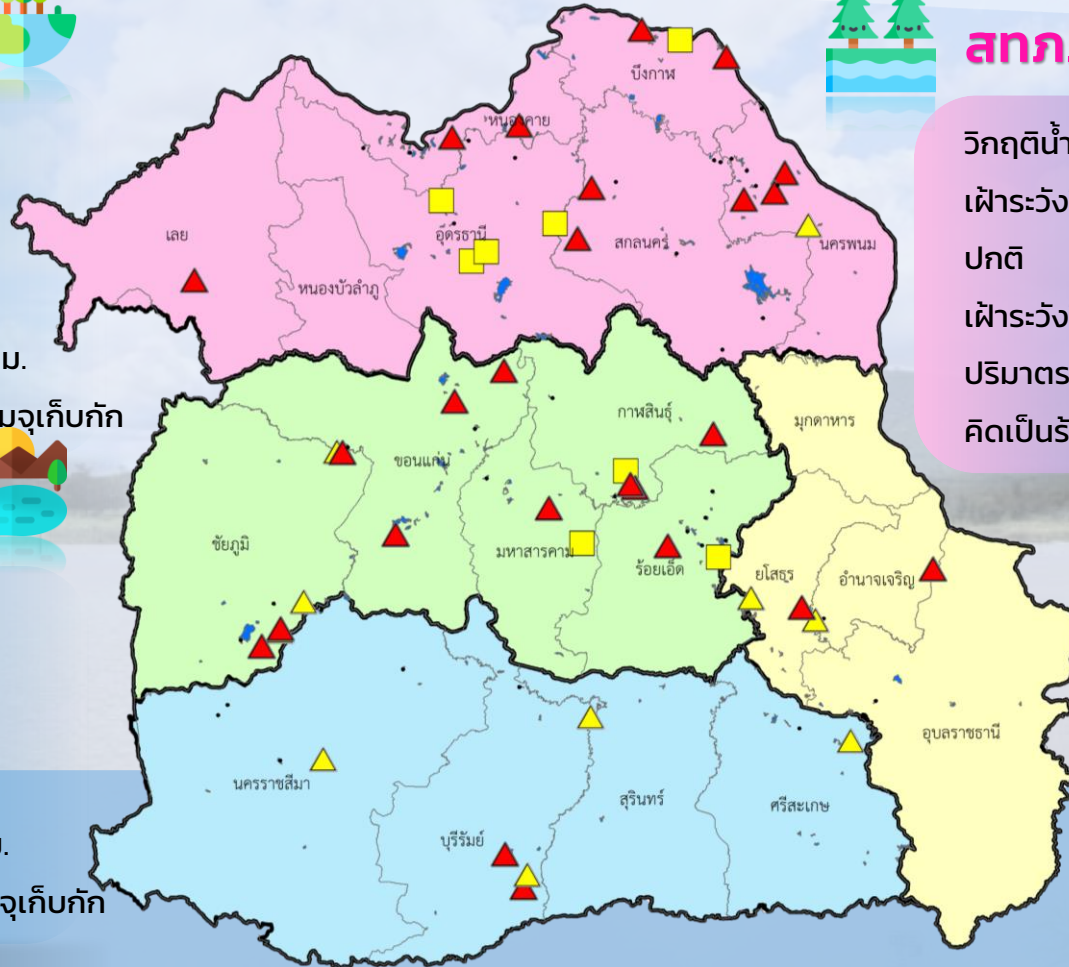 สทภ
วิกฤติน้ำ
เฝ้าระวัง
ปกติ
เฝ้าระวัง
ปริมาตร
คิดเป็นร้
บึงกาฬ
หนองคาย
เลย
อุดรธานี
สกลนคร
นครพนม
หนองบัวลำภู
ม.
มจุเก็บกัก
กาฬสินธุ์
มุกดาหาร
ขอนแก่น
ชัยภูมิ
มหาสารคาม
ร้อยเอ็ด
ยโสธร
อำนาจเจริญ
อุบลราชธานี
นครราชสีมา
สุรินทร์
ศรีสะเกษ
บุรีรัมย์
ม.
จุเก็บกัก